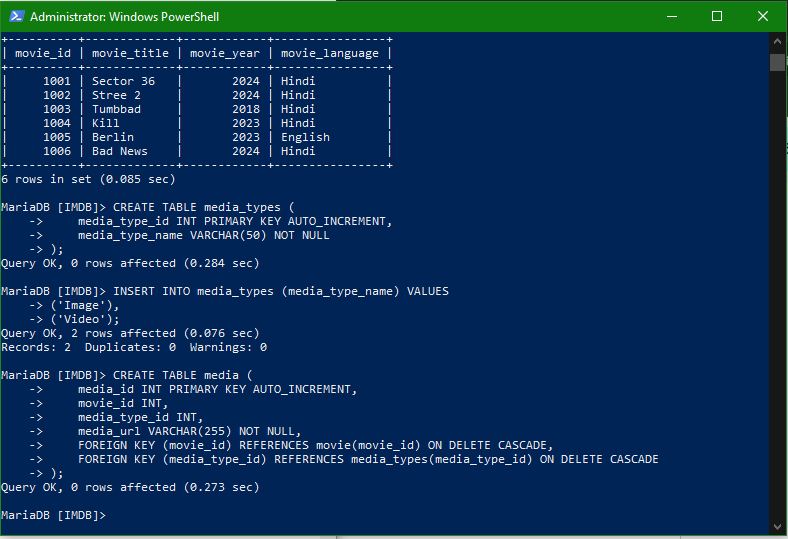 Administrator: Windows PowerShell
+----------+-------------+------------+----------------+
| movie_id | movie_title | movie_year | movie_language |
+----------+-------------+------------+----------------+
|     1001 | Sector 36   |       2024 | Hindi          |
|     1002 | Stree 2     |       2024 | Hindi          |
|     1003 | Tumbbad     |       2018 | Hindi          |
|     1004 | Kill        |       2023 | Hindi          |
|     1005 | Berlin      |       2023 | English        |
|     1006 | Bad News    |       2024 | Hindi          |
+----------+-------------+------------+----------------+
6 rows in set (0.085 sec)
MariaDB [IMDB]> CREATE TABLE media_types (
    ->     media_type_id INT PRIMARY KEY AUTO_INCREMENT,
    ->     media_type_name VARCHAR(50) NOT NULL
    -> );
Query OK, 0 rows affected (0.284 sec)
MariaDB [IMDB]> INSERT INTO media_types (media_type_name) VALUES
    -> ('Image'),
    -> ('Video');
Query OK, 2 rows affected (0.076 sec)
Records: 2  Duplicates: 0  Warnings: 0
MariaDB [IMDB]> CREATE TABLE media (
    ->     media_id INT PRIMARY KEY AUTO_INCREMENT,
    ->     movie_id INT,
    ->     media_type_id INT,
    ->     media_url VARCHAR(255) NOT NULL,
    ->     FOREIGN KEY (movie_id) REFERENCES movie(movie_id) ON DELETE CASCADE,
    ->     FOREIGN KEY (media_type_id) REFERENCES media_types(media_type_id) ON DELETE CASCADE
    -> );
Query OK, 0 rows affected (0.273 sec)
MariaDB [IMDB]>